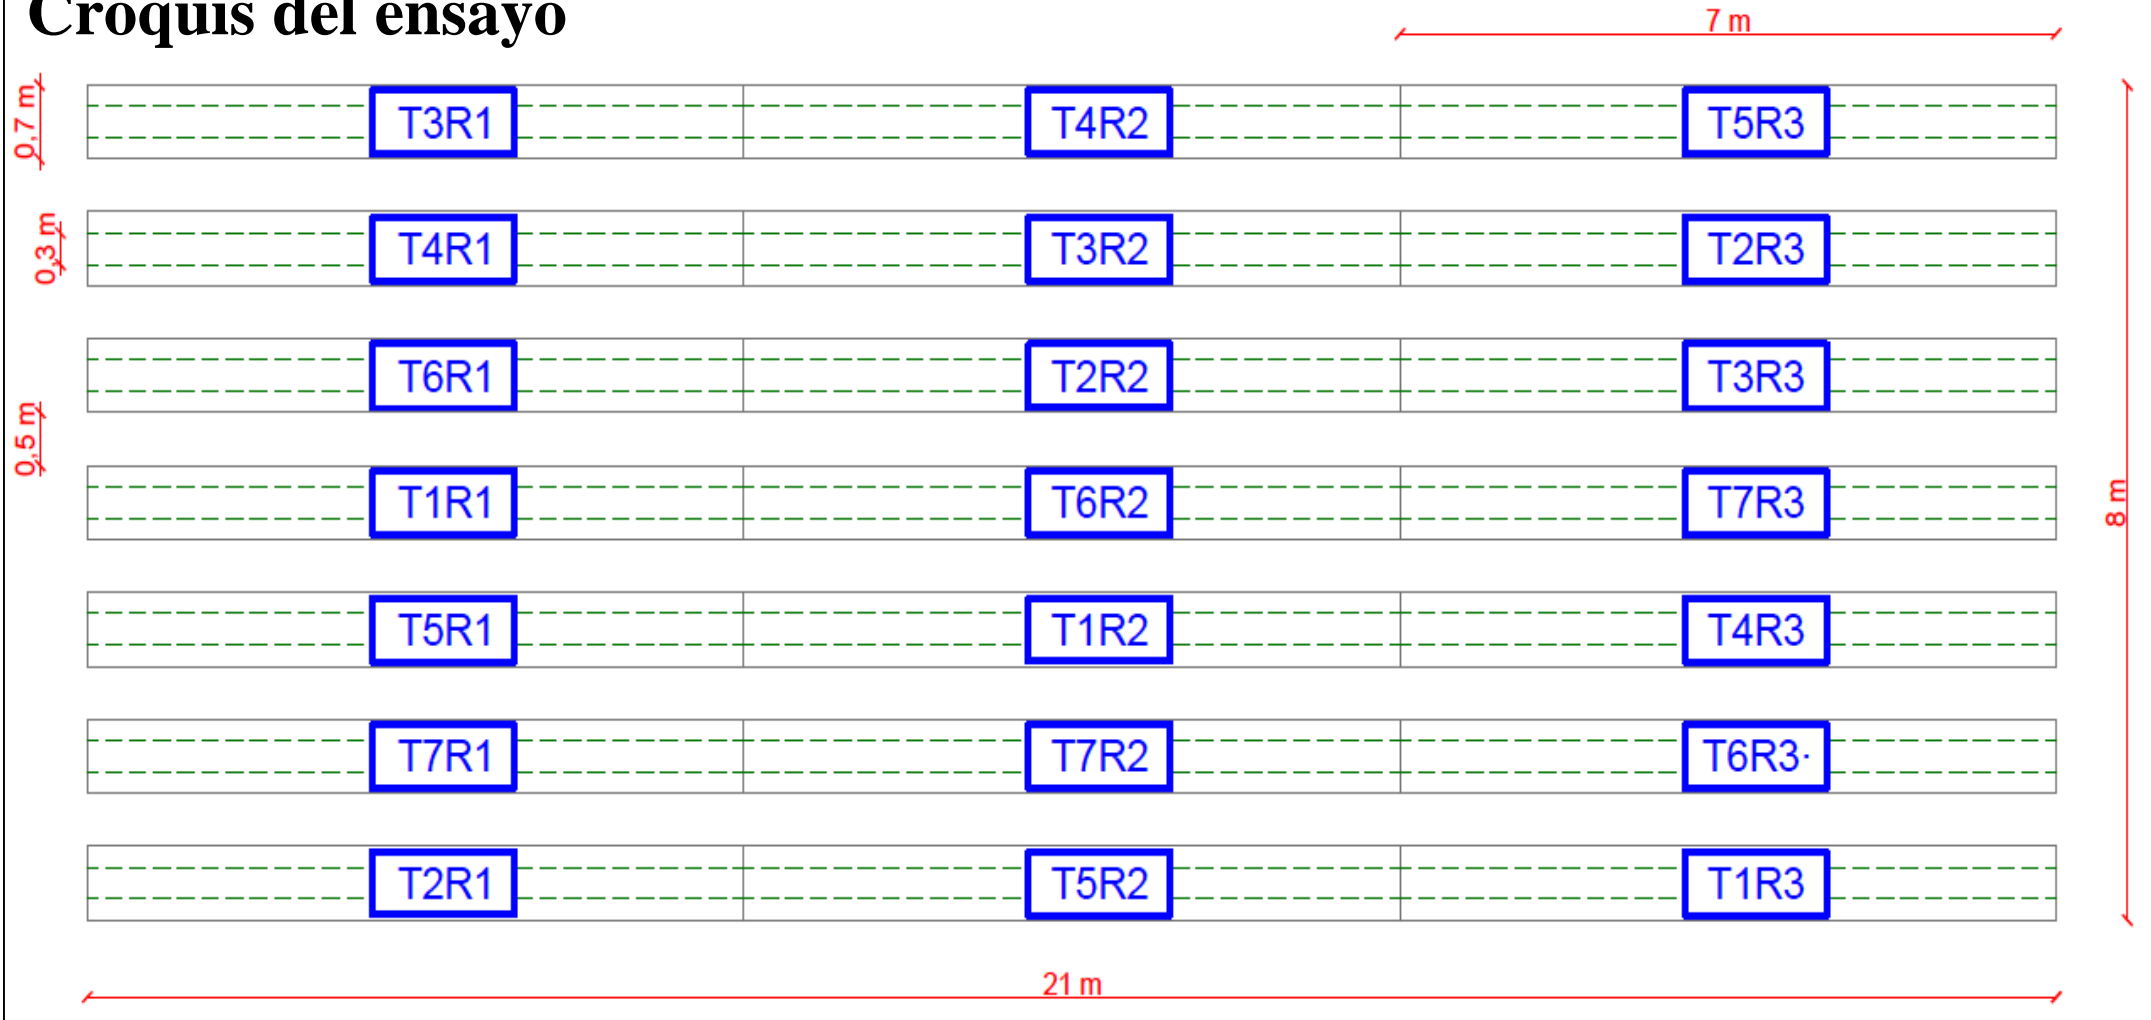 Croquis del ensayo
7 m
0,7 m
T3R1 T4R2 T5R3
0,3 m
T4R1 T3R2 T2R3
T6R1 T2R2 T3R3
0,5 m
T1R1 T6R2 T7R3
8 m
T5R1 T1R2 T4R3
T7R1 T7R2 T6R3·
T2R1 T5R2 T1R3
21 m